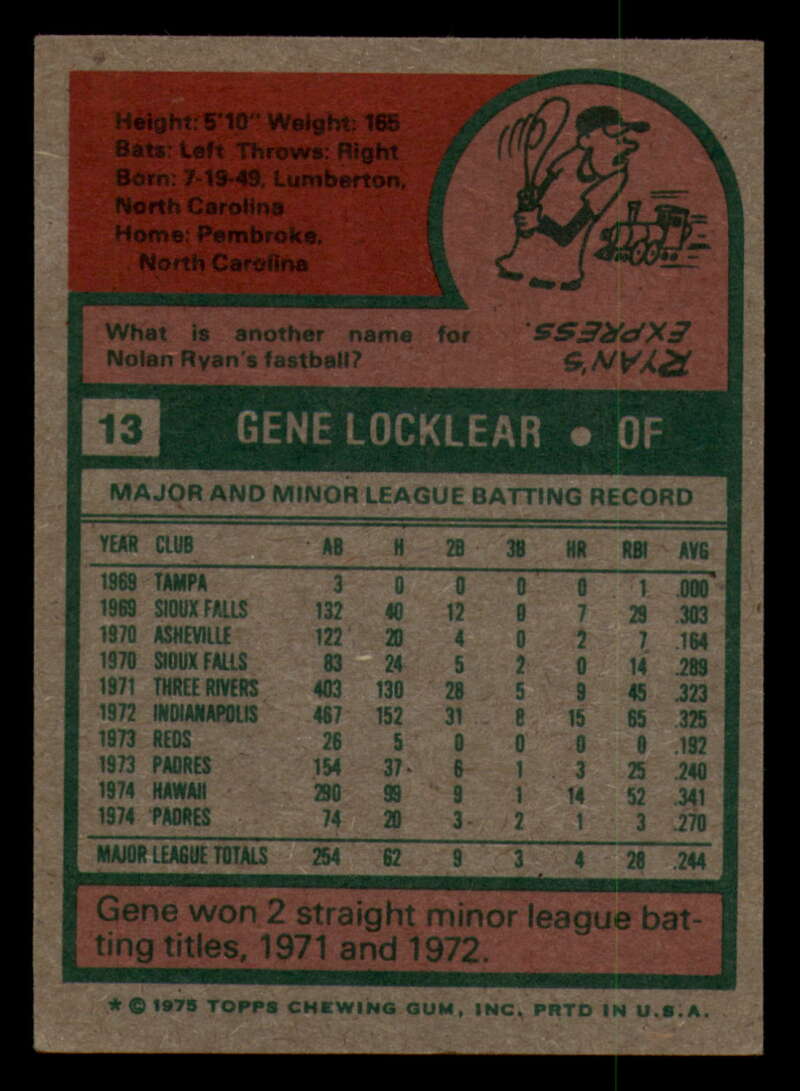 Height: 5'10" Weight: 165
Bats: Left Throws: Right
Born: 7-19-49, Lumberton,
North Carolina
Home: Pembroke,
North Carolina
What is another name for
Nolan Ryan's fastball?
RYAN'S
EXPRESS.
13 GENE LOCKLEAR • OF
MAJOR AND MINOR LEAGUE BATTING RECORD
YEAR CLUB AB H 2B 3B HR RBI AVG
1969 TAMPA 3 0 0 0 0 1 .000
1969 SIOUX FALLS 132 40 12 0 7 29 .303
1970 ASHEVILLE 122 20 4 0 2 7 .164
1970 SIOUX FALLS 83 24 5 2 0 14 .289
1971 THREE RIVERS 403 130 28 5 9 45 .323
1972 INDIANAPOLIS 467 152 31 8 15 65 .325
1973 REDS 26 5 0 0 0 0 .192
1973 PADRES 154 37 6 1 3 25 .240
1974 HAWAII 290 99 9 1 14 52 .341
1974 PADRES 74 20 3 2 1 3 .270
MAJOR LEAGUE TOTALS 254 62 9 3 4 28 .244
Gene won 2 straight minor league bat-
ting titles, 1971 and 1972.
* © 1975 TOPPS CHEWING GUM, INC. PRTD IN U.S.A.